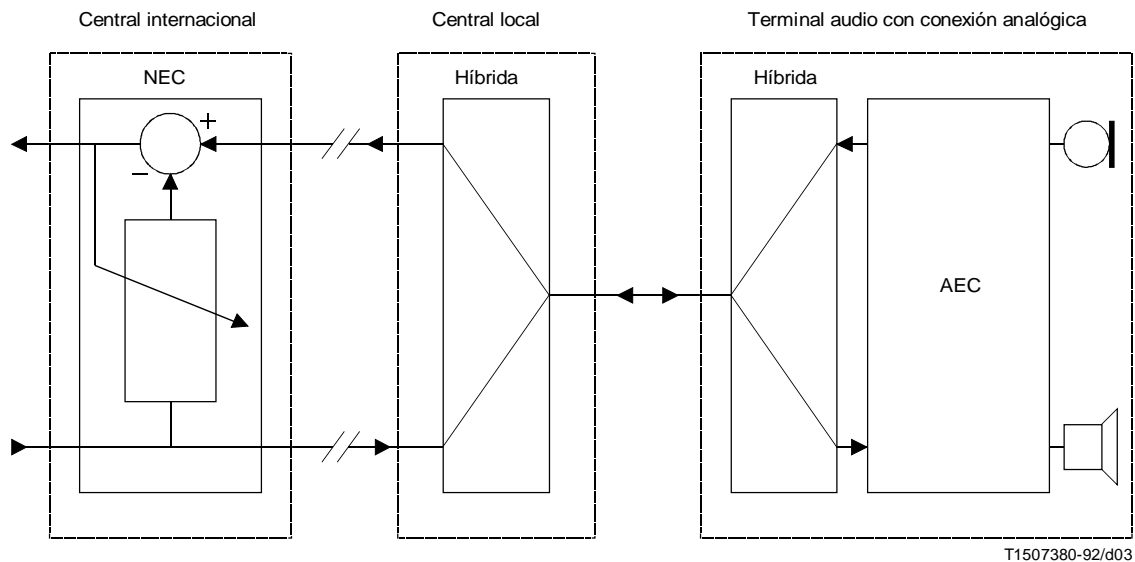 Central internacional
Central local
Terminal audio con conexión analógica
NEC
Híbrida
Híbrida
+
–
AEC
T1507380-92/d03